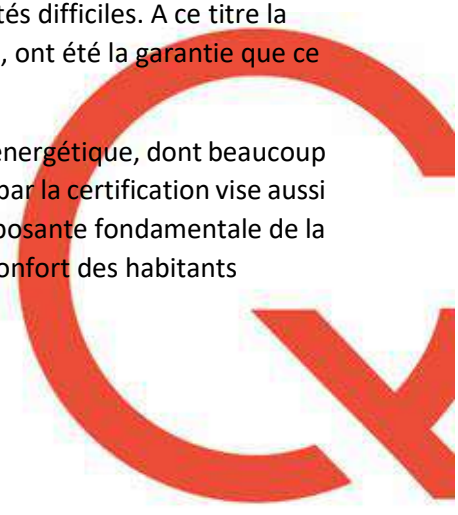 tés difficiles. A ce titre la
, ont été la garantie que ce
énergétique, dont beaucoup
par la certification vise aussi
posante fondamentale de la
onfort des habitants